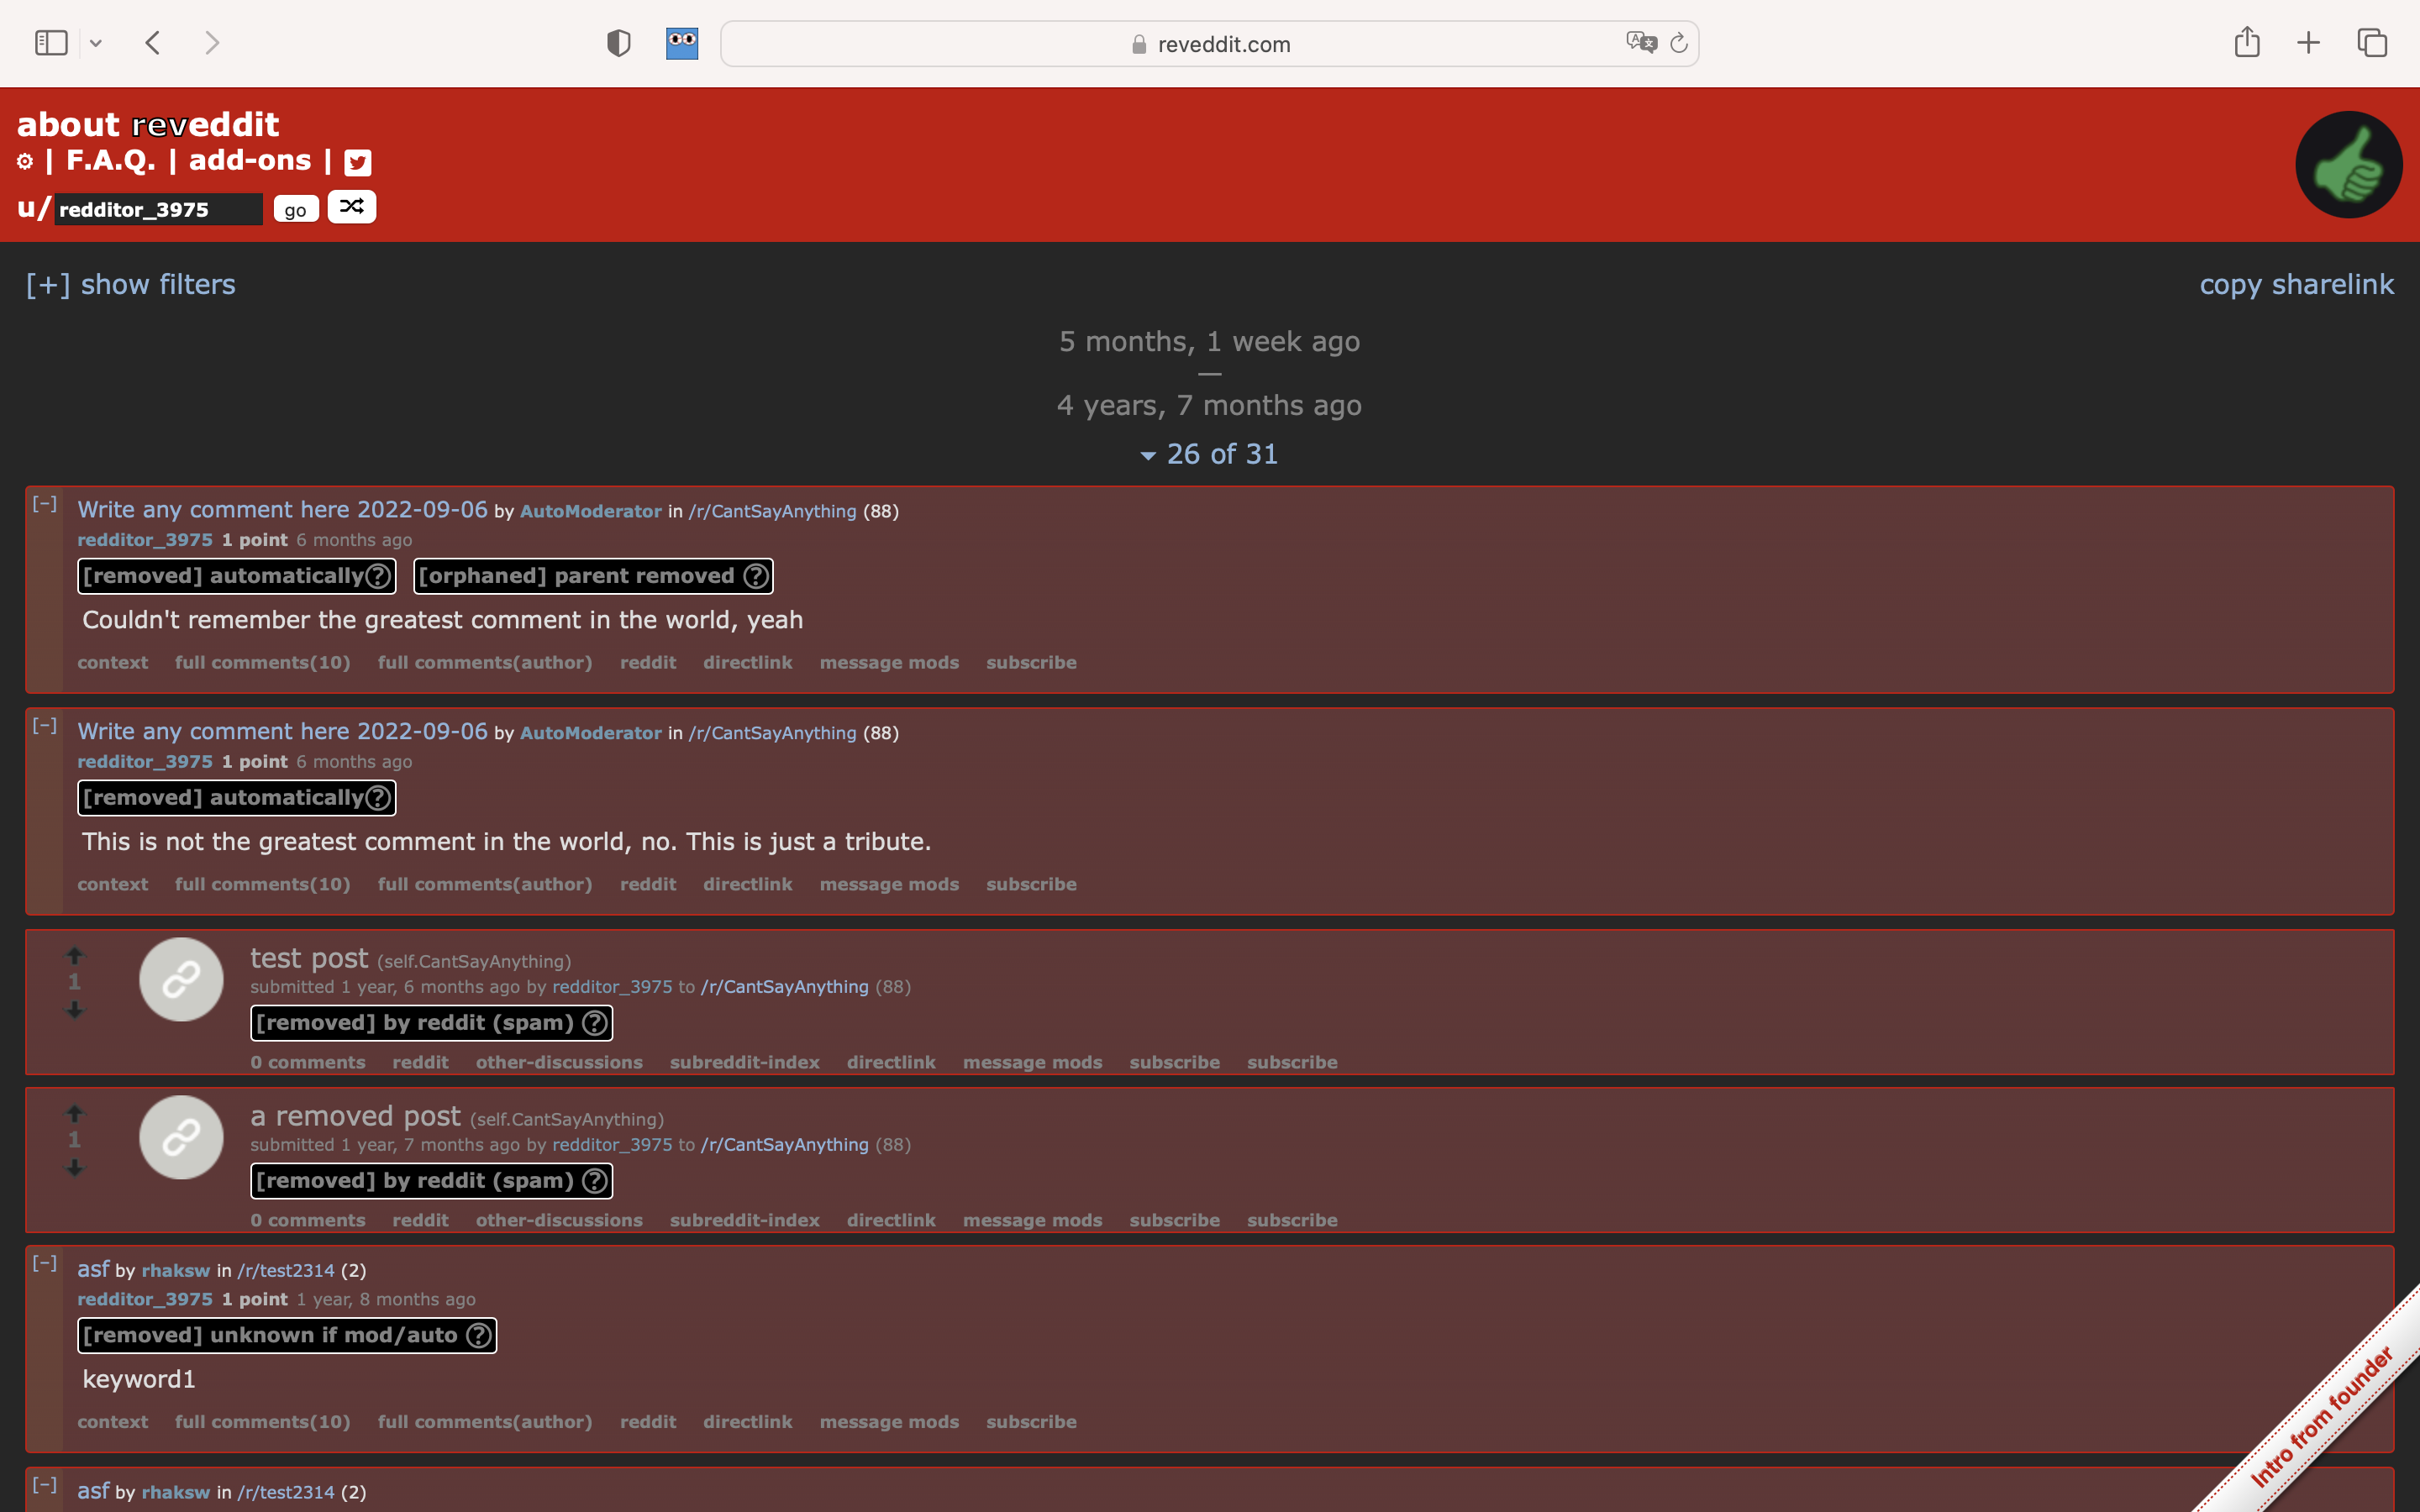 reveddit.com
about reveddit
| F.A.Q. | add-ons |
u/ redditor_3975 go
[+] show filters
copy sharelink
5 months, 1 week ago
—
4 years, 7 months ago
26 of 31
[–] Write any comment here 2022-09-06 by AutoModerator in /r/CantSayAnything (88)
redditor_3975 1 point 6 months ago
[removed] automatically? [orphaned] parent removed ?
Couldn't remember the greatest comment in the world, yeah
context full comments(10) full comments(author) reddit directlink message mods subscribe
[–] Write any comment here 2022-09-06 by AutoModerator in /r/CantSayAnything (88)
redditor_3975 1 point 6 months ago
[removed] automatically?
This is not the greatest comment in the world, no. This is just a tribute.
context full comments(10) full comments(author) reddit directlink message mods subscribe
test post (self.CantSayAnything)
1
submitted 1 year, 6 months ago by redditor_3975 to /r/CantSayAnything (88)
[removed] by reddit (spam) ?
0 comments reddit other-discussions subreddit-index directlink message mods subscribe subscribe
a removed post (self.CantSayAnything)
1
submitted 1 year, 7 months ago by redditor_3975 to /r/CantSayAnything (88)
[removed] by reddit (spam) ?
0 comments reddit other-discussions subreddit-index directlink message mods subscribe subscribe
[–] asf by rhaksw in /r/test2314 (2)
redditor_3975 1 point 1 year, 8 months ago
[removed] unknown if mod/auto ?
keyword1
context full comments(10) full comments(author) reddit directlink message mods subscribe
[–] asf by rhaksw in /r/test2314 (2)
Intro from founder